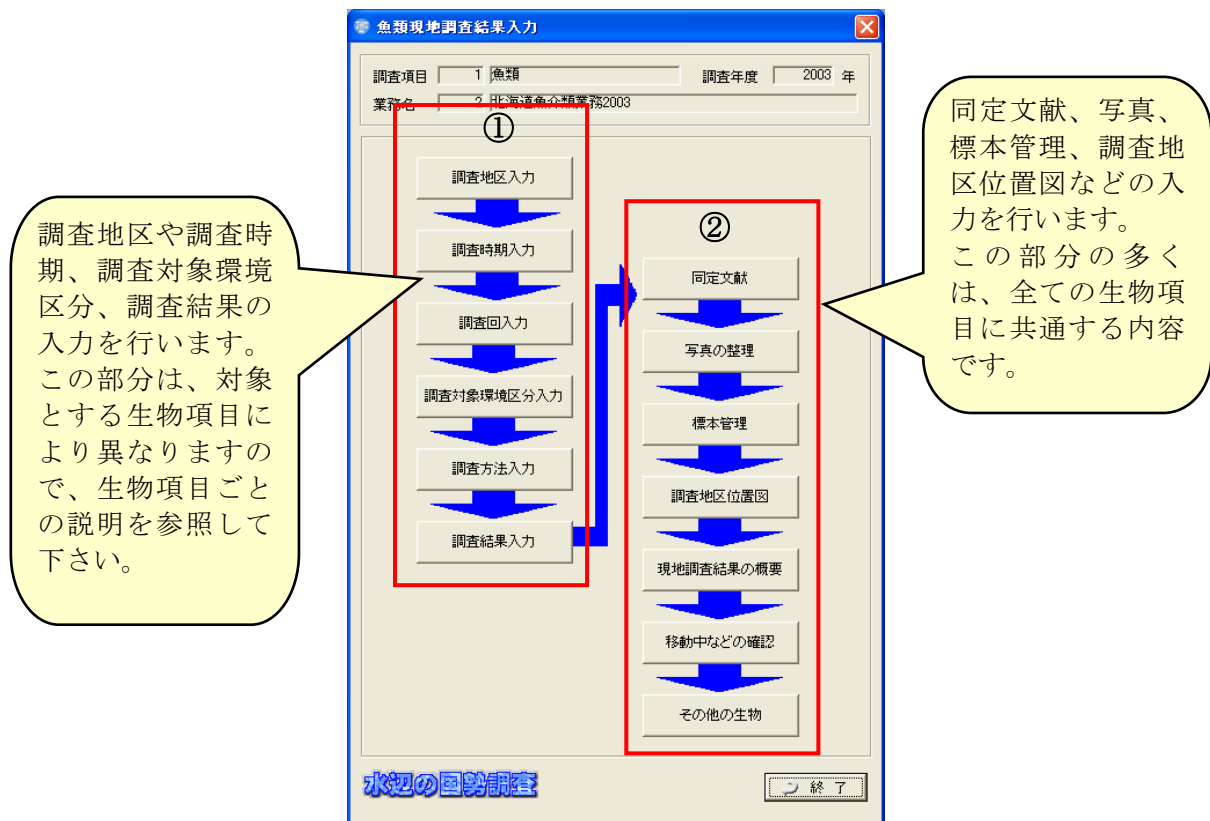 魚類現地調査結果入力
調査項目 1 魚類 調査年度 2003 年
業務名 2 北海道魚介類業務2003
①
調査地区入力
調査時期入力
調査回入力
調査対象環境区分入力
調査方法入力
調査結果入力
②
同定文献
写真の整理
標本管理
調査地区位置図
現地調査結果の概要
移動中などの確認
その他の生物
水辺の国勢調査
終了
調査地区や調査時
期、調査対象環境
区分、調査結果の
入力を行います。
この部分は、対象
とする生物項目に
より異なりますの
で、生物項目ごと
の説明を参照して
下さい。
同定文献、写真、
標本管理、調査地
区位置図などの入
力を行います。
この部分の多く
は、全ての生物項
目に共通する内容
です。